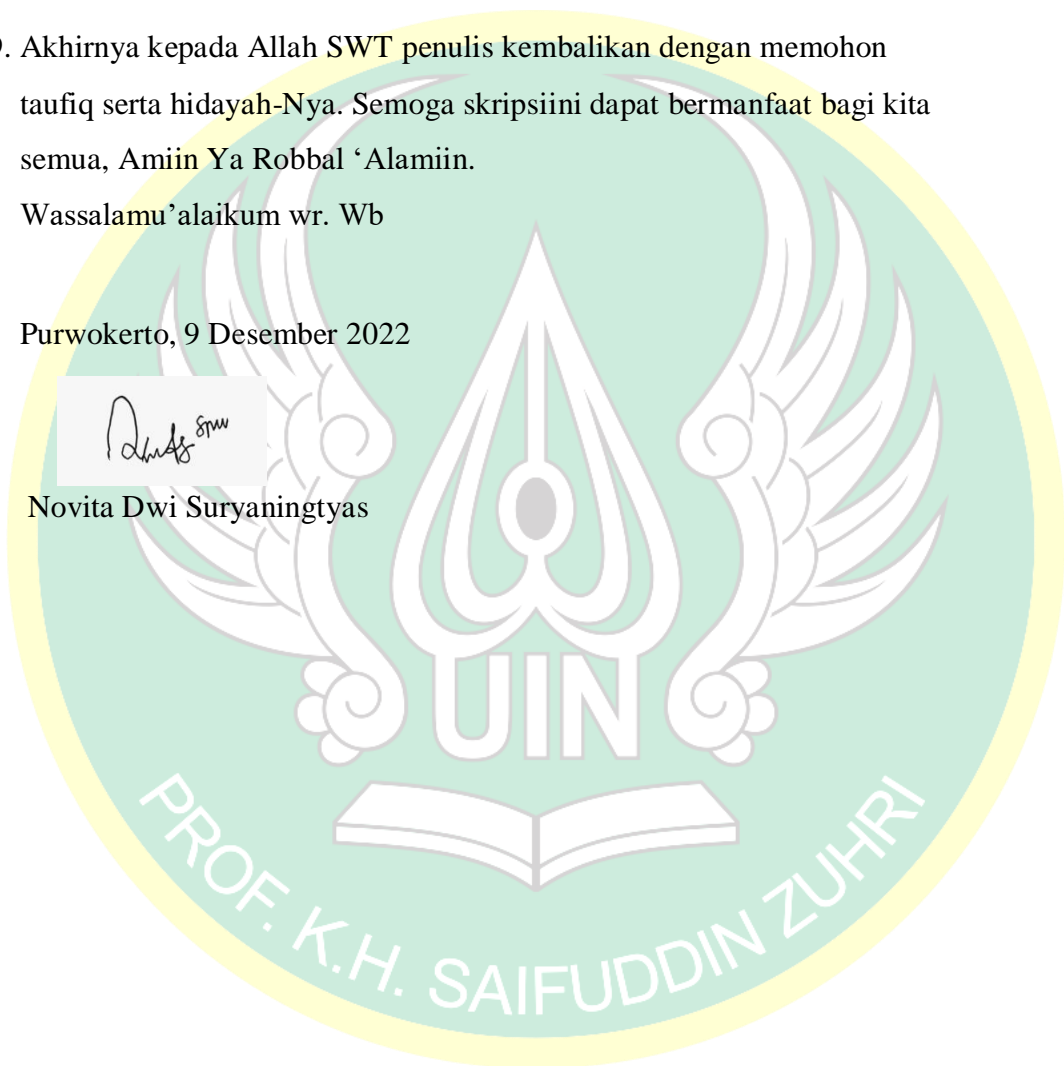 9. Akhirnya kepada Allah SWT penulis kembalikan dengan memohon
taufiq serta hidayah-Nya. Semoga skripsiini dapat bermanfaat bagi kita
semua, Amiin Ya Robbal ‘Alamiin.
Wassalamu’alaikum wr. Wb
Purwokerto, 9 Desember 2022
Novita Dwi Suryaningtyas
UIN
PROF. K.H. SAIFUDDIN ZUHRI